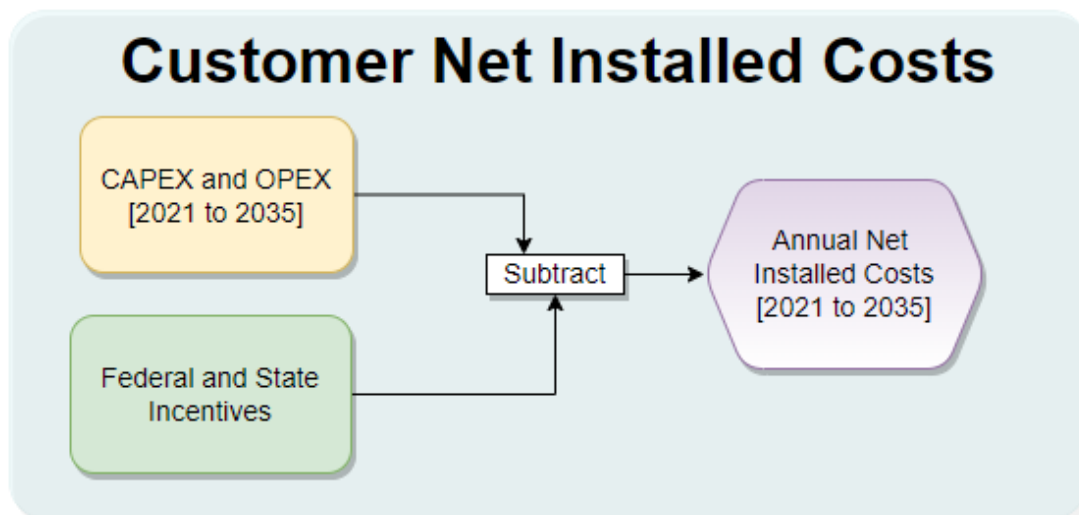 Customer Net Installed Costs
CAPEX and OPEX
[2021 to 2035]
Subtract
Annual Net
Installed Costs
[2021 to 2035]
Federal and State
Incentives